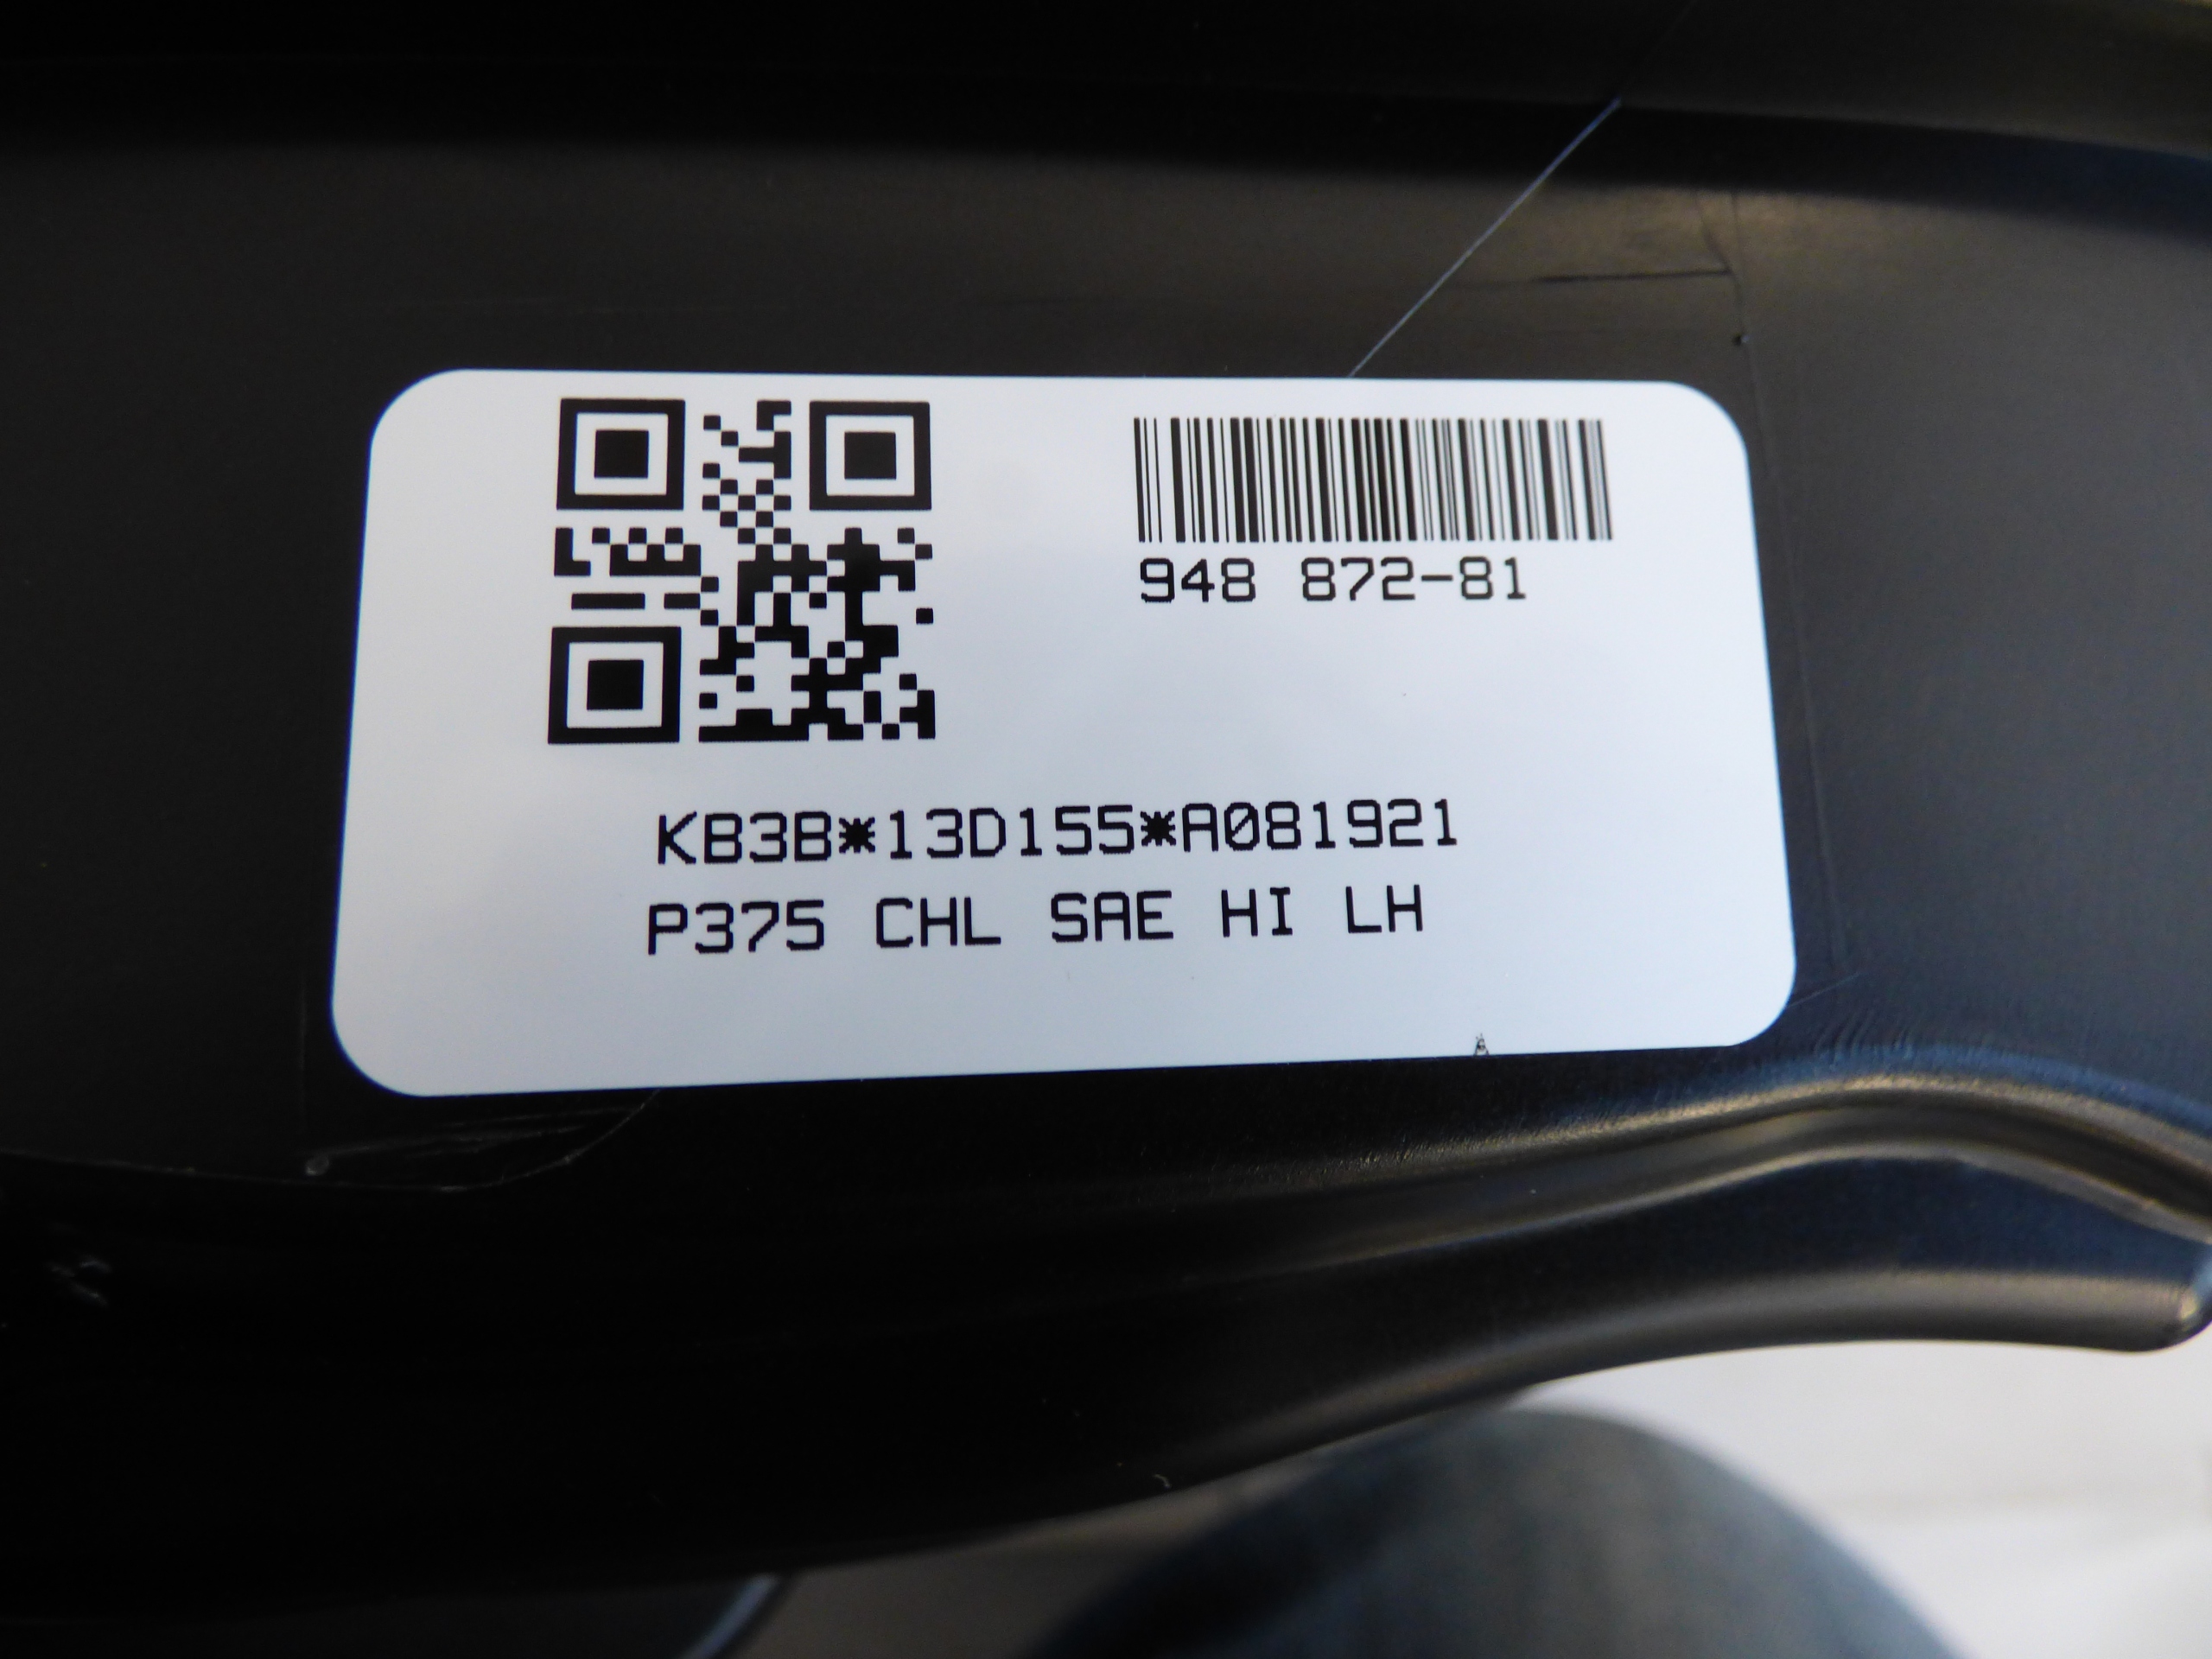 948 872-81
KB3B*13D155*A081921
P375 CHL SAE HI LH